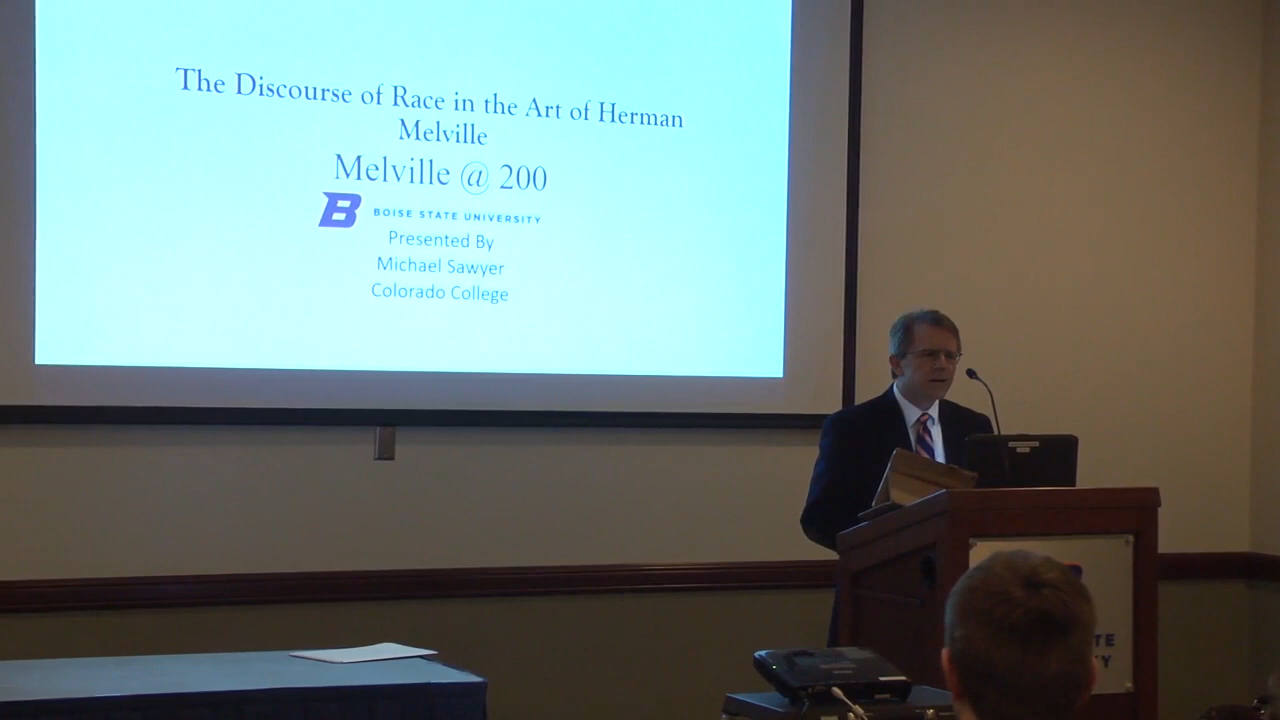 The Discourse of Race in the Art of Herman
Melville
Melville @ 200
B BOISE STATE UNIVERSITY
Presented By
Michael Sawyer
Colorado College